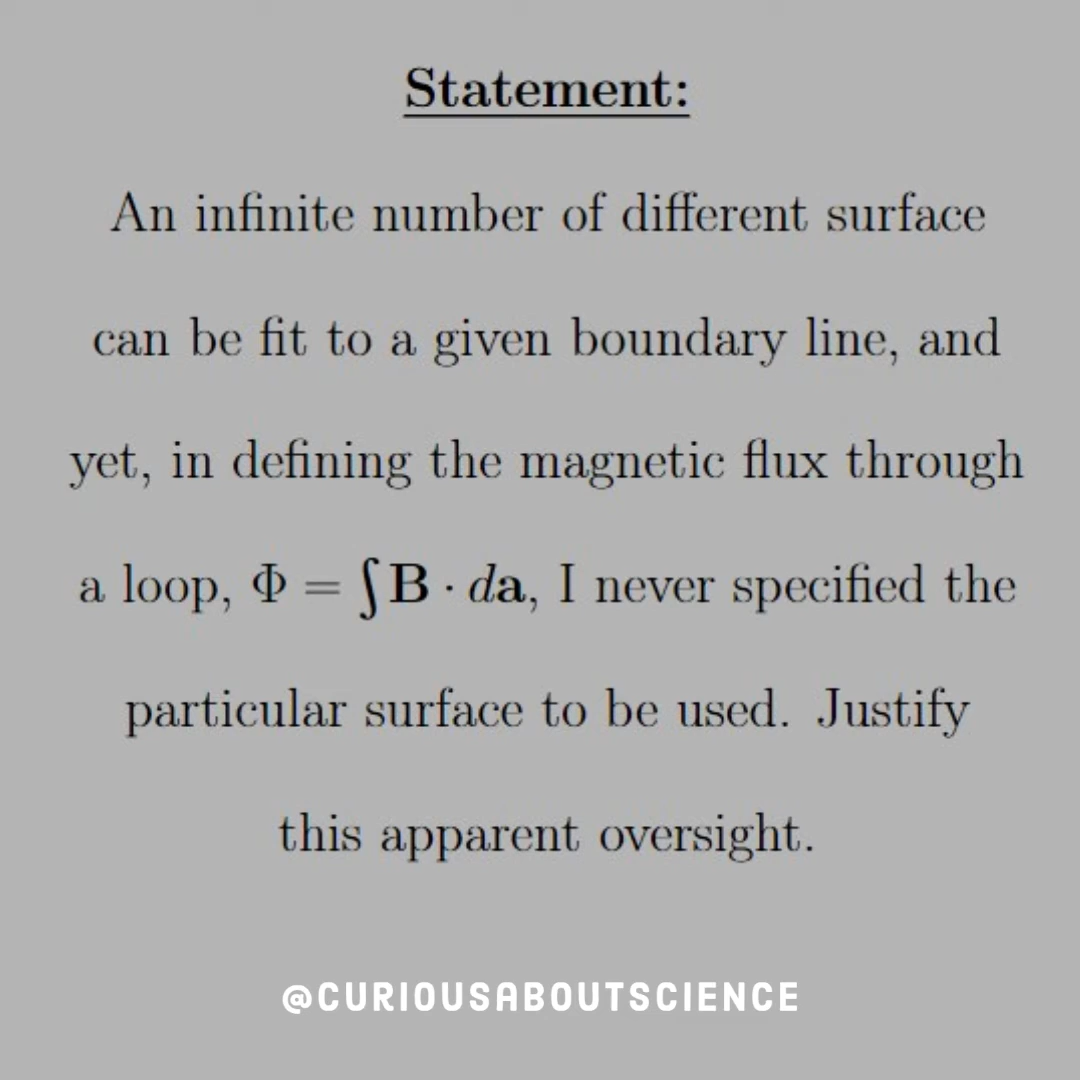 Statement:
An infinite number of different surface
can be fit to a given boundary line, and
yet, in defining the magnetic flux through
a loop, Φ = ∫ B · da, I never specified the
particular surface to be used. Justify
this apparent oversight.
@CURIOUSABOUTSCIENCE